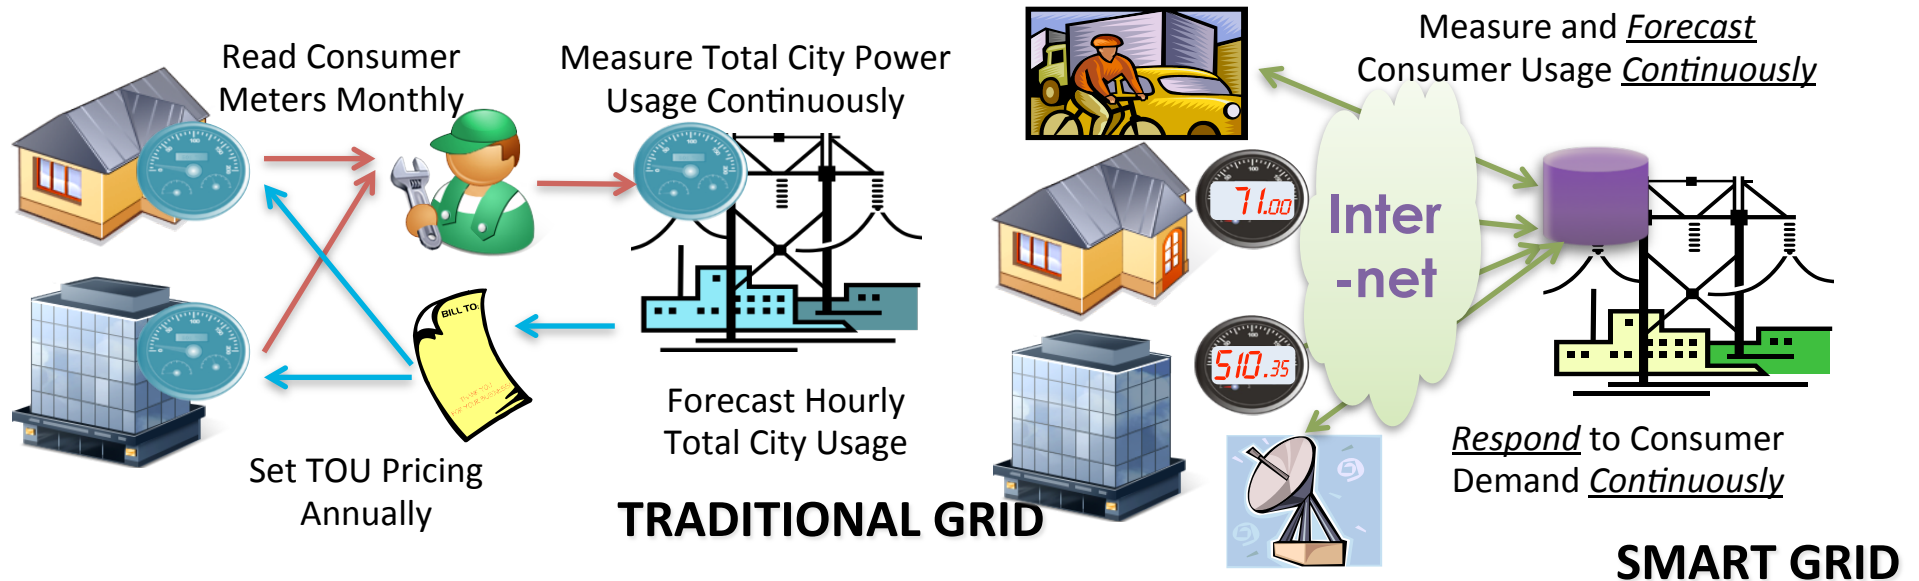 Read Consumer
Meters Monthly
Measure Total City Power
Usage Continuously
BILL TO:
Forecast Hourly
Total City Usage
Set TOU Pricing
Annually
TRADITIONAL GRID
Measure and Forecast
Consumer Usage Continuously
71.00
Inter
-net
510.35
Respond to Consumer
Demand Continuously
SMART GRID